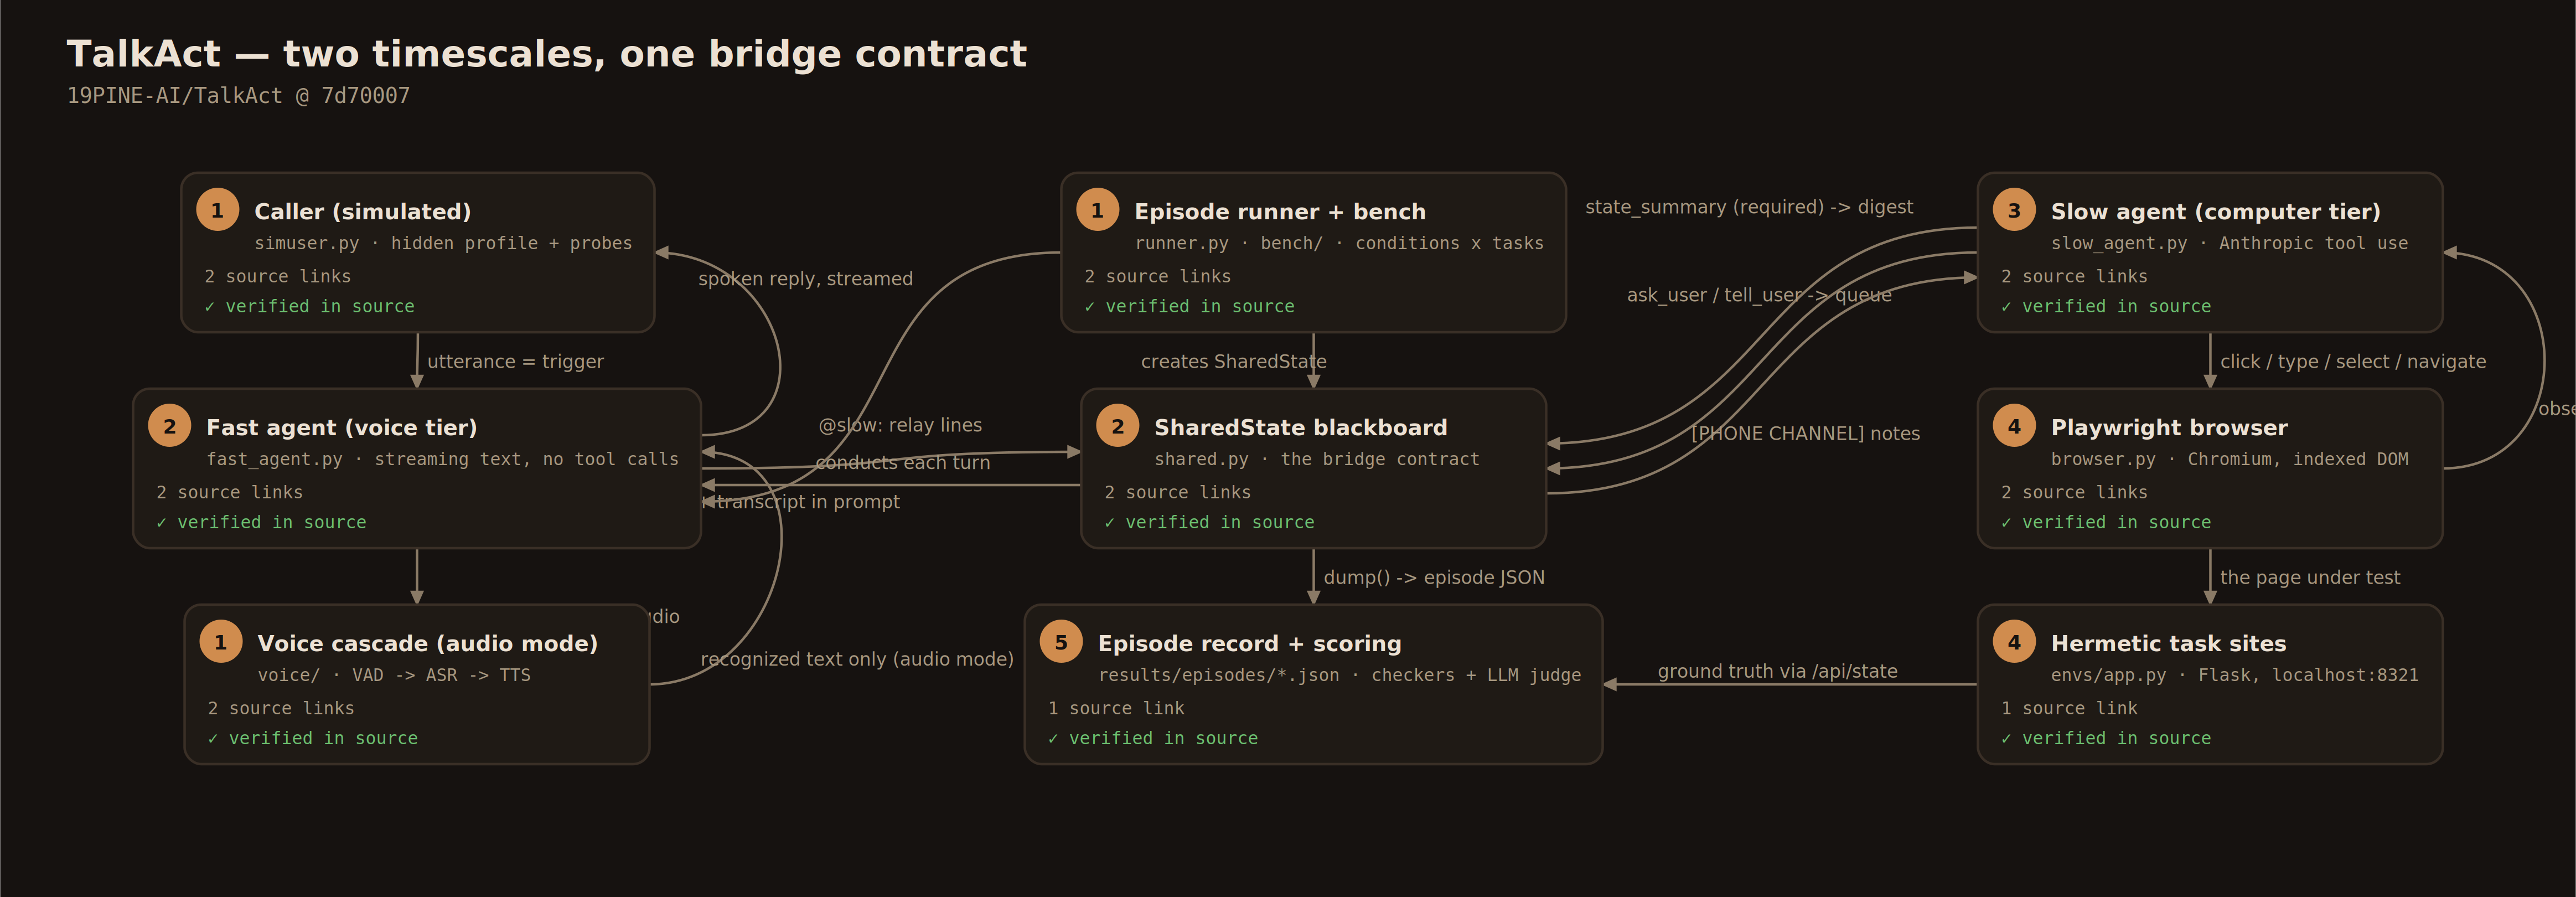 TalkAct — two timescales, one bridge contract
19PINE-AI/TalkAct @ 7d70007
1
Caller (simulated)
simuser.py · hidden profile + probes
2 source links
✓ verified in source
spoken reply, streamed
1
Episode runner + bench
runner.py · bench/ · conditions x tasks
2 source links
✓ verified in source
state_summary (required) -> digest
ask_user / tell_user -> queue
3
Slow agent (computer tier)
slow_agent.py · Anthropic tool use
2 source links
✓ verified in source
utterance = trigger
creates SharedState
click / type / select / navigate
2
Fast agent (voice tier)
fast_agent.py · streaming text, no tool calls
2 source links
✓ verified in source
@slow: relay lines
conducts each turn
transcript in prompt
2
SharedState blackboard
shared.py · the bridge contract
2 source links
✓ verified in source
[PHONE CHANNEL] notes
4
Playwright browser
browser.py · Chromium, indexed DOM
2 source links
✓ verified in source
dump() -> episode JSON
the page under test
1
Voice cascade (audio mode)
voice/ · VAD -> ASR -> TTS
2 source links
✓ verified in source
recognized text only (audio mode)
5
Episode record + scoring
results/episodes/*.json · checkers + LLM judge
1 source link
✓ verified in source
ground truth via /api/state
4
Hermetic task sites
envs/app.py · Flask, localhost:8321
1 source link
✓ verified in source